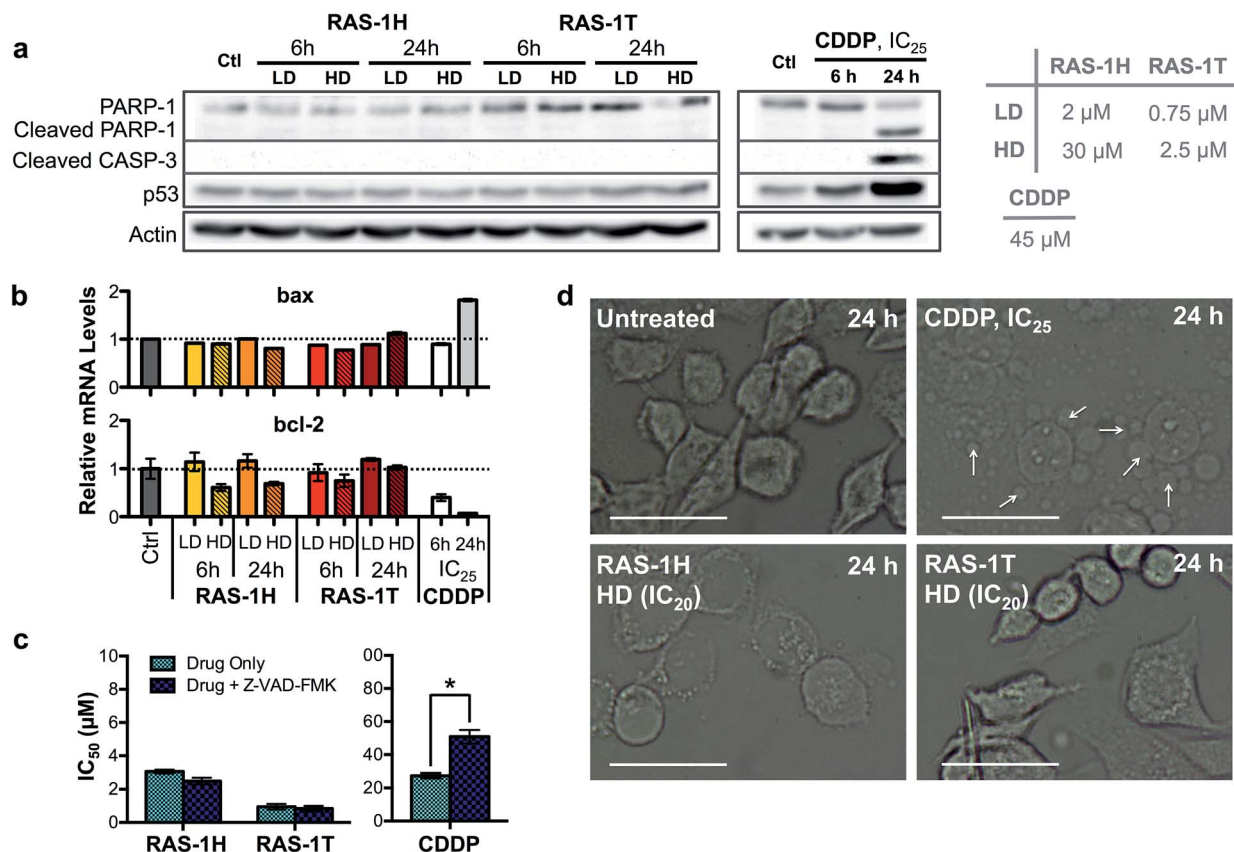 a
RAS-1H RAS-1T
Ctl 6h 24h 6h 24h
LD HD LD HD LD HD LD HD
PARP-1
Cleaved PARP-1
Cleaved CASP-3
p53
Actin
CDDP, IC25
Ctl 6 h 24 h
RAS-1H RAS-1T
LD 2 µM 0.75 µM
HD 30 µM 2.5 µM
CDDP
45 µM
b
Relative mRNA Levels
bax
2
1
0
bcl-2
2
1
0
Ctrl LD HD LD HD LD HD LD HD 6h 24h
6h 24h 6h 24h IC25
RAS-1H RAS-1T CDDP
c
IC50 (µM)
10
8
6
4
2
0
Drug Only
Drug + Z-VAD-FMK
RAS-1H RAS-1T
00
80
60
40
20
0
*
CDDP
d
Untreated 24 h
CDDP, IC25 24 h
RAS-1H 24 h
HD (IC20)
RAS-1T 24 h
HD (IC20)